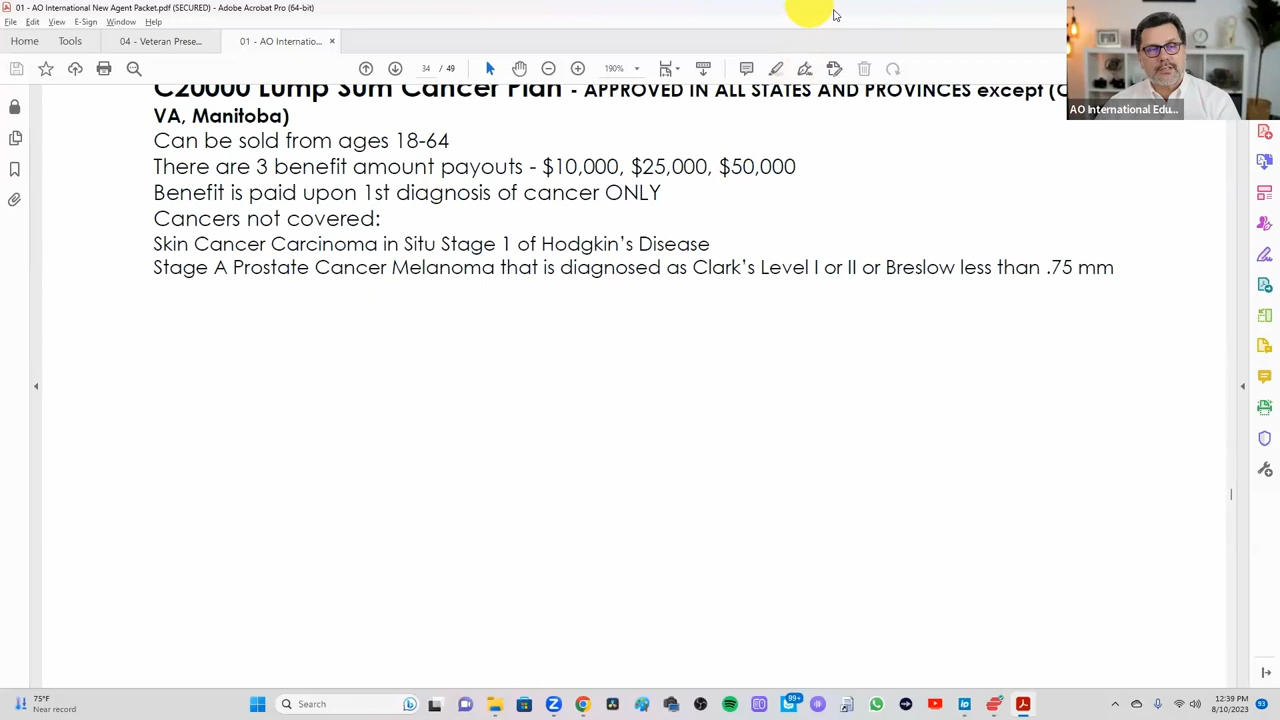 01 - AO International New Agent Packet.pdf (SECURED) - Adobe Acrobat Pro (64-bit)
File Edit View E-Sign Window Help
Home Tools 04 - Veteran Prese... 01 - AO Internatio... ×
34 / 49 190%
C20000 Lump Sum Cancer Plan - APPROVED IN ALL STATES AND PROVINCES except (
VA, Manitoba)
Can be sold from ages 18-64
There are 3 benefit amount payouts - $10,000, $25,000, $50,000
Benefit is paid upon 1st diagnosis of cancer ONLY
Cancers not covered:
Skin Cancer Carcinoma in Situ Stage 1 of Hodgkin's Disease
Stage A Prostate Cancer Melanoma that is diagnosed as Clark's Level I or II or Breslow less than .75 mm
AO International Edu...
75°F
Near record
Search
99+
12:39 PM
8/10/2023
93